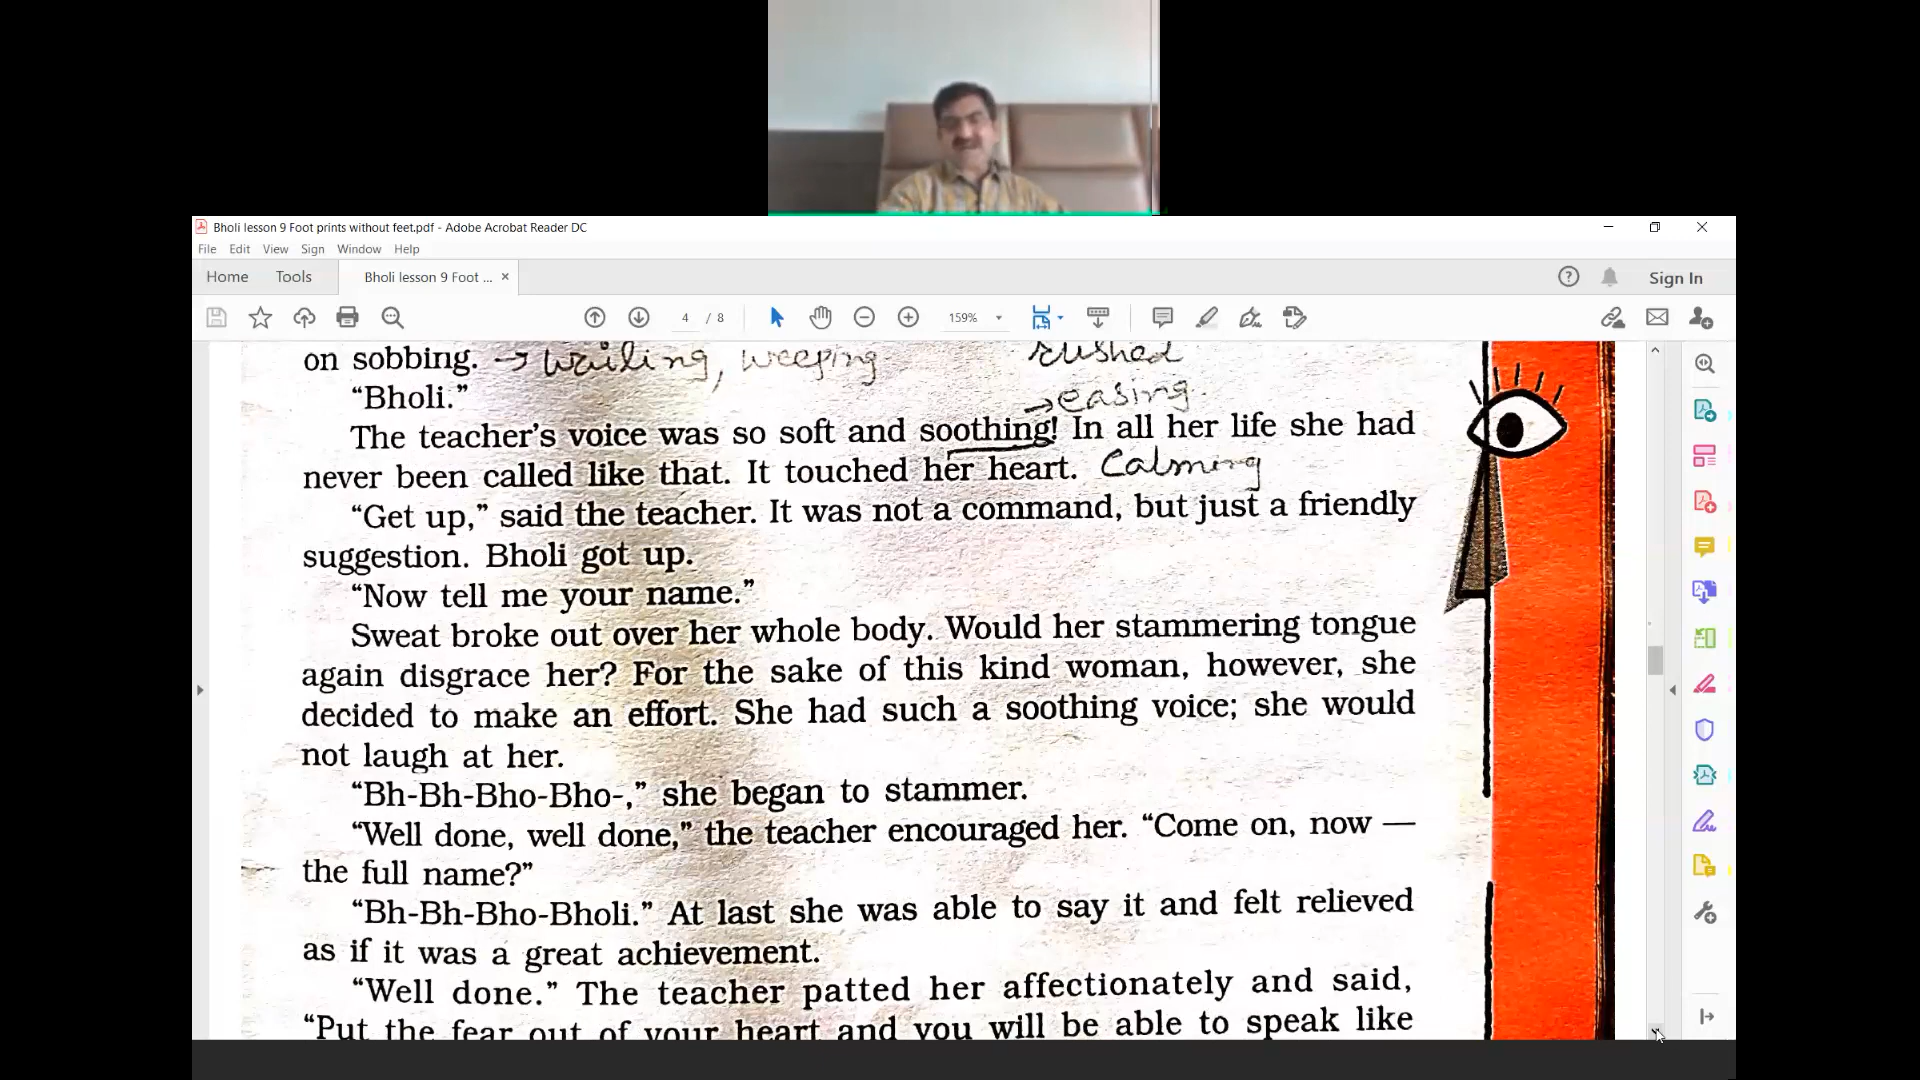 Bholi lesson 9 Foot prints without feet.pdf - Adobe Acrobat Reader DC
File Edit View Sign Window Help
Home Tools Bholi lesson 9 Foot ... × Sign In
4 / 8 159%
on sobbing. → wailing, weeping rushed
“Bholi.” → easing.
The teacher’s voice was so soft and soothing! In all her life she had
never been called like that. It touched her heart. Calming
“Get up,” said the teacher. It was not a command, but just a friendly
suggestion. Bholi got up.
“Now tell me your name.”
Sweat broke out over her whole body. Would her stammering tongue
again disgrace her? For the sake of this kind woman, however, she
decided to make an effort. She had such a soothing voice; she would
not laugh at her.
“Bh-Bh-Bho-Bho-,” she began to stammer.
“Well done, well done,” the teacher encouraged her. “Come on, now —
the full name?”
“Bh-Bh-Bho-Bholi.” At last she was able to say it and felt relieved
as if it was a great achievement.
“Well done.” The teacher patted her affectionately and said,
“Put the fear out of your heart and you will be able to speak like